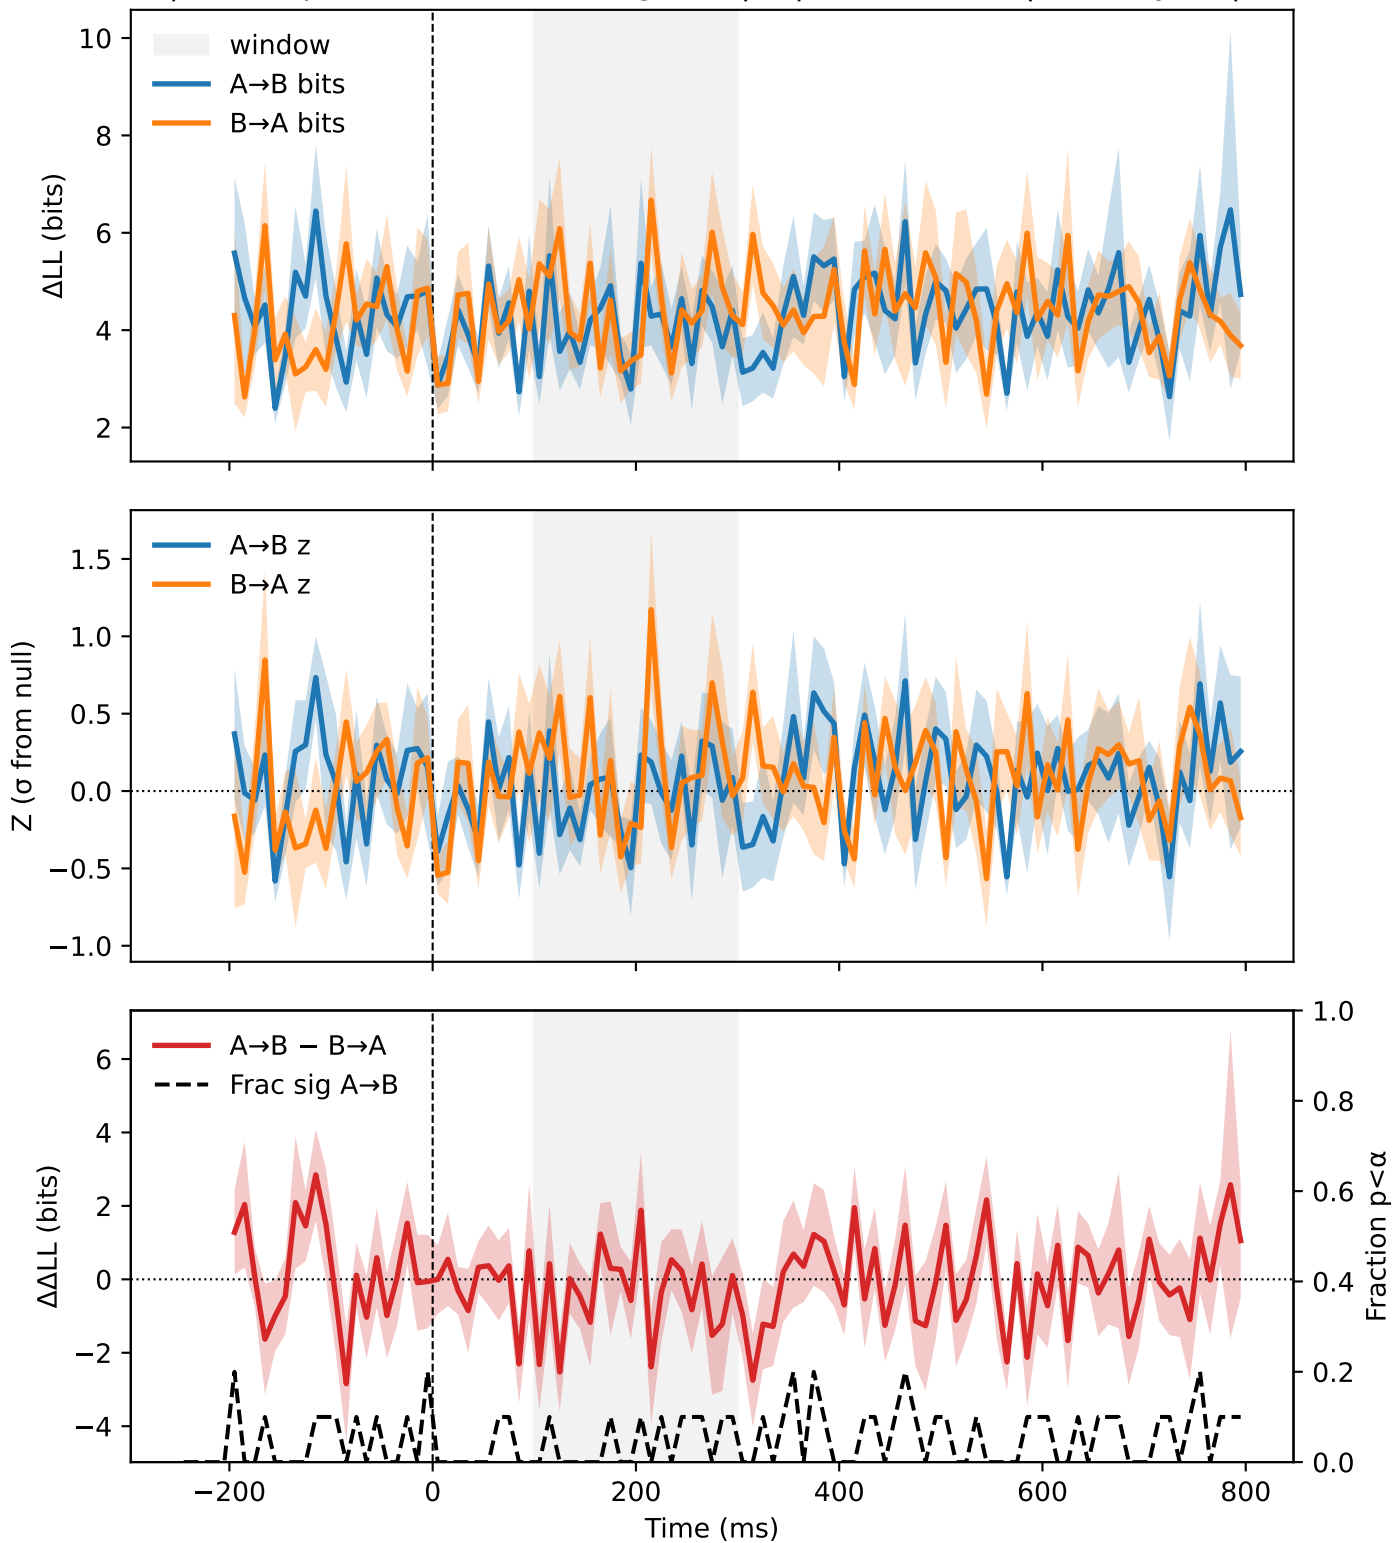 10
8
6
4
2
ΔLL (bits)
window
A→B bits
B→A bits
1.5
1.0
0.5
0.0
−0.5
−1.0
Z (σ from null)
A→B z
B→A z
6
4
2
0
−2
−4
ΔΔLL (bits)
A→B − B→A
Frac sig A→B
1.0
0.8
0.6
0.4
0.2
0.0
Fraction p<α
−200
0
200
400
600
800
Time (ms)